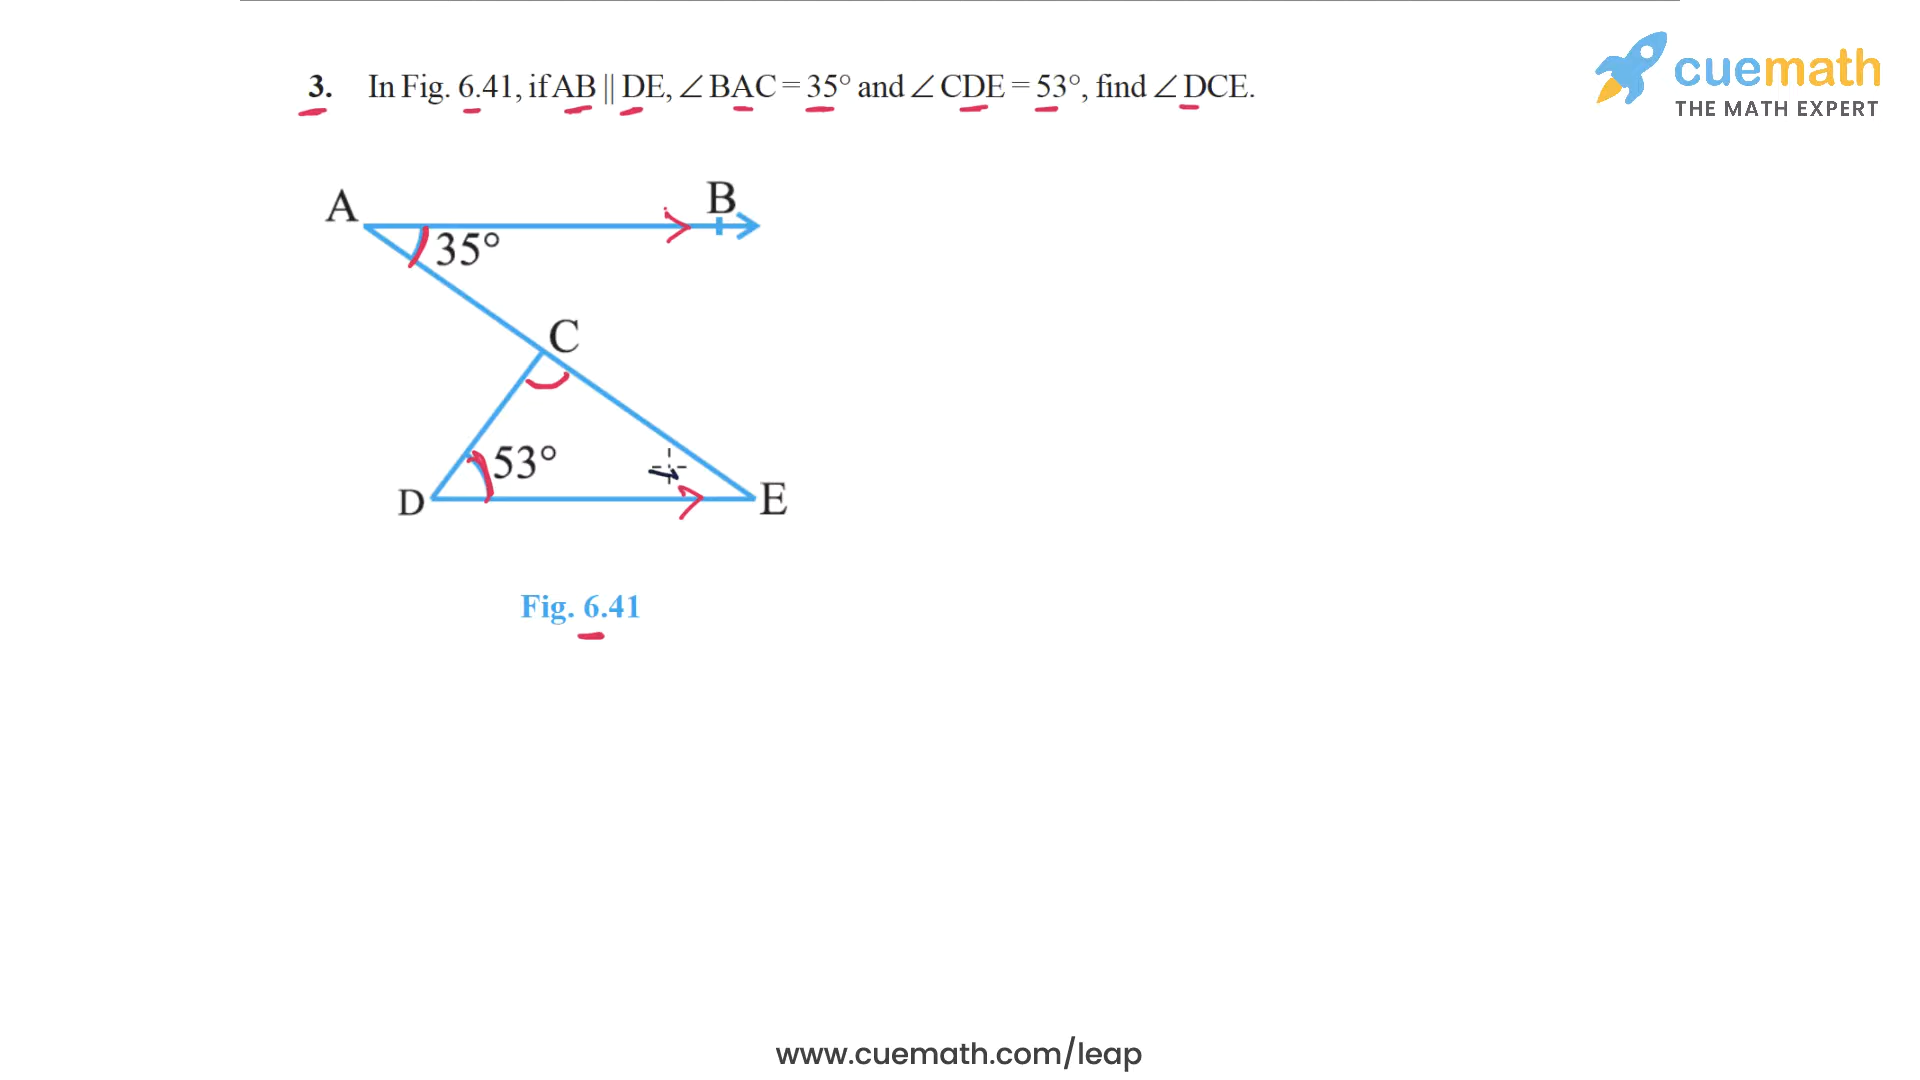 cuemath
THE MATH EXPERT
3. In Fig. 6.41, if AB || DE, ∠BAC = 35° and ∠CDE = 53°, find ∠DCE.
A
B
35°
C
53°
D
E
Fig. 6.41
www.cuemath.com/leap